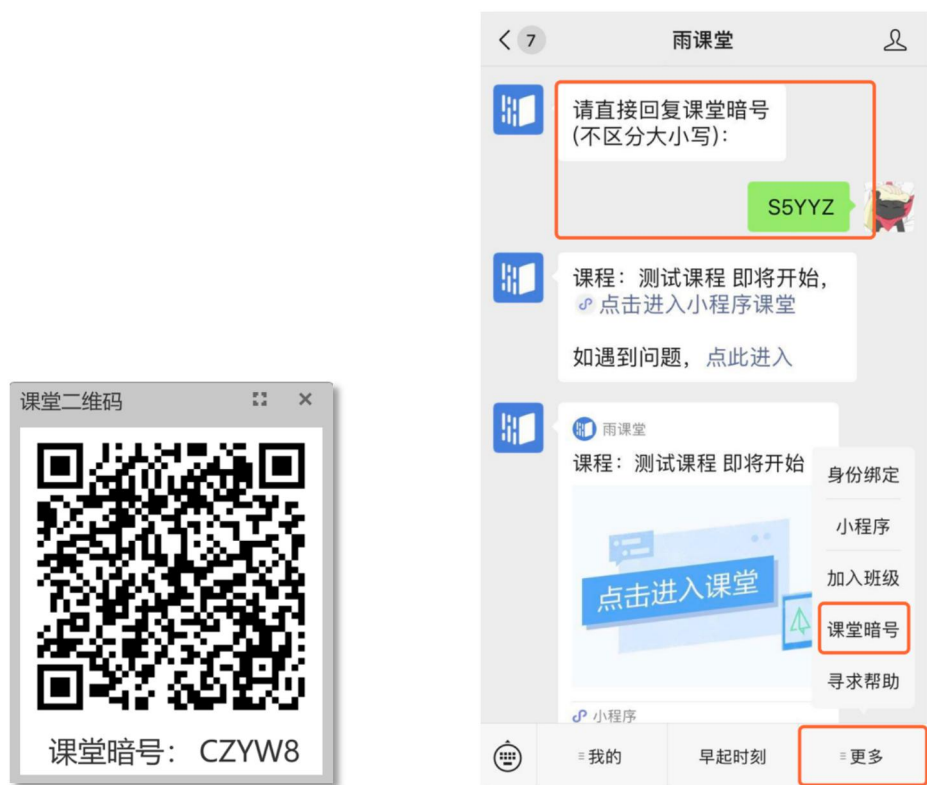 课堂二维码
课堂暗号： CZYW8
7
雨课堂
请直接回复课堂暗号
(不区分大小写)：
S5YYZ
课程：测试课程 即将开始，
点击进入小程序课堂
如遇到问题，点此进入
雨课堂
课程：测试课程 即将开始
点击进入课堂
小程序
身份绑定
小程序
加入班级
课堂暗号
寻求帮助
我的
早起时刻
更多